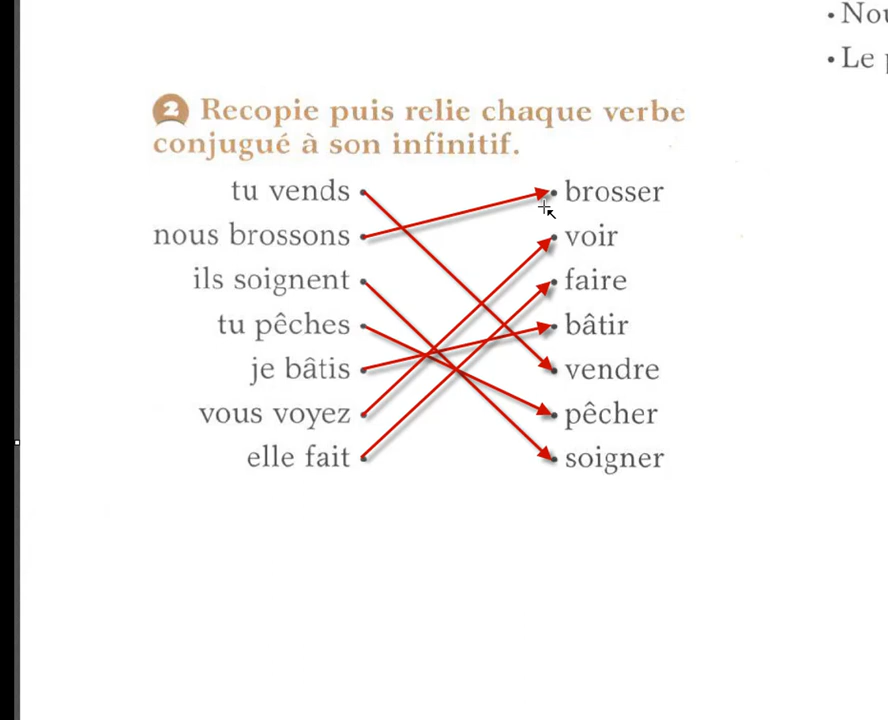 • Nou
• Le p
2 Recopie puis relie chaque verbe
conjugué à son infinitif.
tu vends • • brosser
nous brossons • • voir
ils soignent • • faire
tu pêches • • bâtir
je bâtis • • vendre
vous voyez • • pêcher
elle fait • • soigner